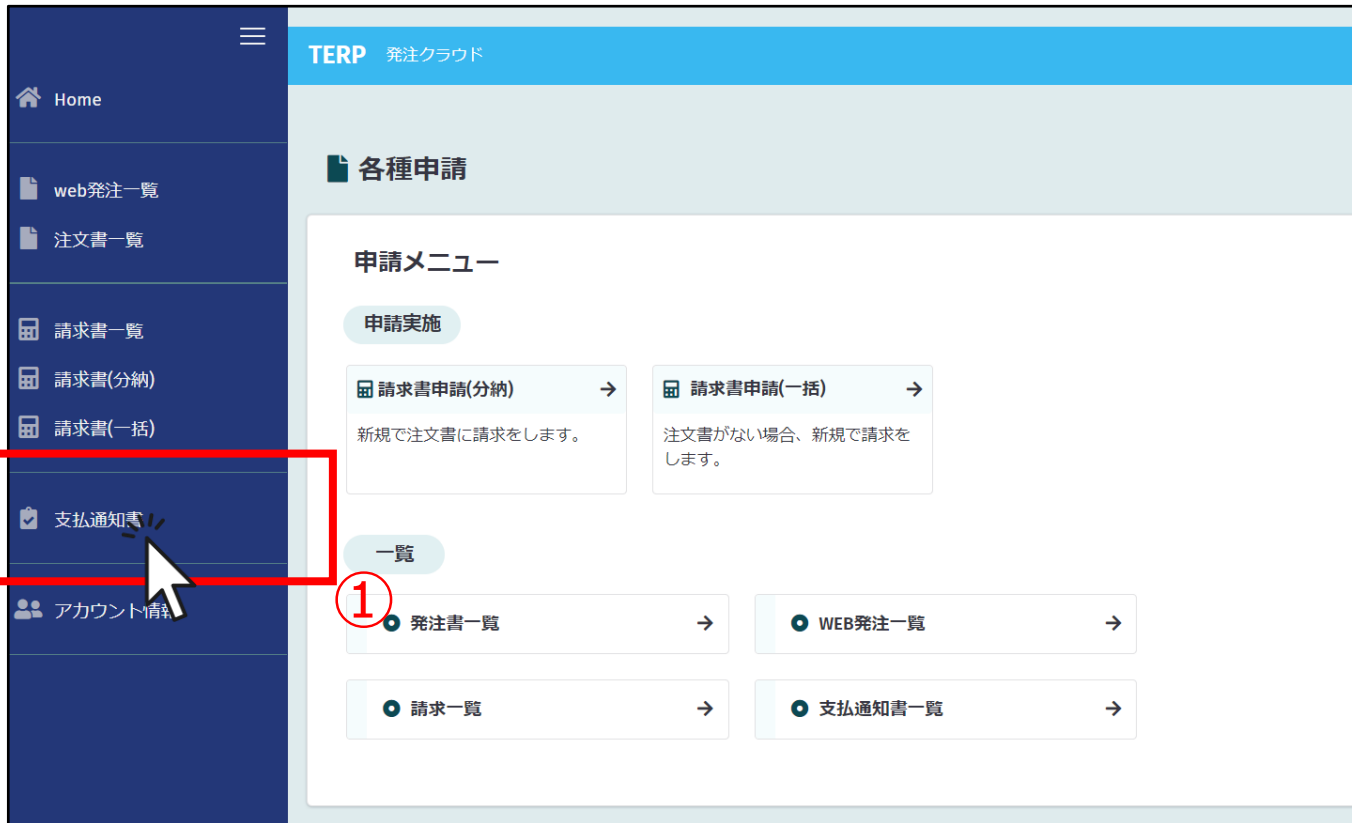 TERP 発注クラウド
Home
web発注一覧
注文書一覧
請求書一覧
請求書(分納)
請求書(一括)
支払通知書
アカウント情報
各種申請
申請メニュー
申請実施
請求書申請(分納)
新規で注文書に請求をします。
請求書申請(一括)
注文書がない場合、新規で請求を
します。
一覧
①
発注書一覧
WEB発注一覧
請求一覧
支払通知書一覧